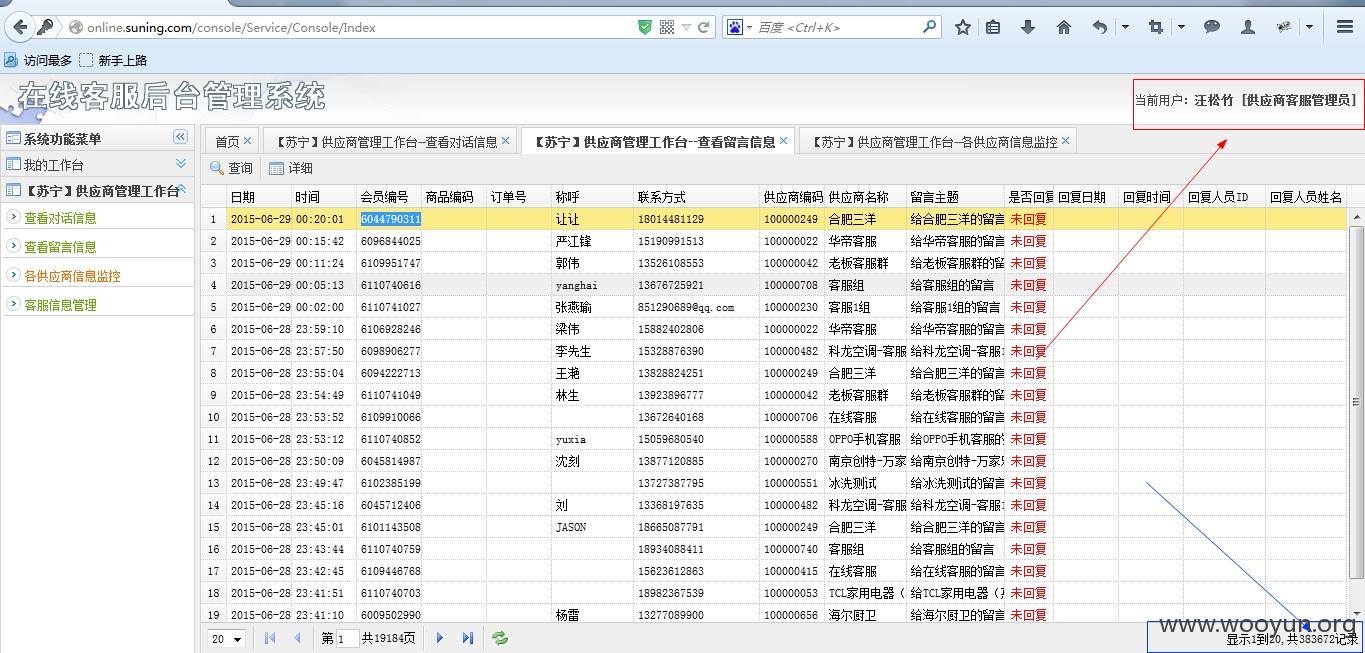 online.suning.com/console/Service/Console/Index 百度 <Ctrl+K>
访问最多 新手上路
在线客服后台管理系统 当前用户：汪松竹 [供应商客服管理员]
系统功能菜单
我的工作台
【苏宁】供应商管理工作台
查看对话信息
查看留言信息
各供应商信息监控
客服信息管理
首页 【苏宁】供应商管理工作台--查看对话信息 【苏宁】供应商管理工作台--查看留言信息 【苏宁】供应商管理工作台--各供应商信息监控
查询 详细
日期 时间 会员编号 商品编码 订单号 称呼 联系方式 供应商编码 供应商名称 留言主题 是否回复 回复日期 回复时间 回复人员ID 回复人员姓名
1 2015-06-29 00:20:01 6044790311 让让 18014481129 100000249 合肥三洋 给合肥三洋的留言 未回复
2 2015-06-29 00:15:42 6096844025 严江锋 15190991513 100000022 华帝客服 给华帝客服的留言 未回复
3 2015-06-29 00:11:24 6109951747 郭伟 13526108553 100000042 老板客服群 给老板客服群的留 未回复
4 2015-06-29 00:05:13 6110740616 yanghai 13676725921 100000708 客服组 给客服组的留言 未回复
5 2015-06-29 00:02:00 6110741027 张燕瑜 851290689@qq.com 100000230 客服1组 给客服1组的留言 未回复
6 2015-06-28 23:59:10 6106928246 梁伟 15882402806 100000022 华帝客服 给华帝客服的留言 未回复
7 2015-06-28 23:57:50 6098906277 李先生 15328876390 100000482 科龙空调-客服 给科龙空调-客服 未回复
8 2015-06-28 23:55:04 6094222713 王滟 13828824251 100000249 合肥三洋 给合肥三洋的留言 未回复
9 2015-06-28 23:54:49 6110741049 林生 13923896777 100000042 老板客服群 给老板客服群的留 未回复
10 2015-06-28 23:53:52 6109910066 13672640168 100000706 在线客服 给在线客服的留言 未回复
11 2015-06-28 23:53:12 6110740852 yuxia 15059680540 100000588 OPPO手机客服 给OPPO手机客服的 未回复
12 2015-06-28 23:50:09 6045814987 沈刻 13877120885 100000270 南京创特-万家 给南京创特-万家 未回复
13 2015-06-28 23:49:47 6102385199 13727387795 100000551 冰洗测试 给冰洗测试的留言 未回复
14 2015-06-28 23:45:16 6045712406 刘 13368197635 100000482 科龙空调-客服 给科龙空调-客服 未回复
15 2015-06-28 23:45:01 6101143508 JASON 18665087791 100000249 合肥三洋 给合肥三洋的留言 未回复
16 2015-06-28 23:43:44 6110740759 18934088411 100000740 客服组 给客服组的留言 未回复
17 2015-06-28 23:42:45 6109446768 15623612863 100000415 在线客服 给在线客服的留言 未回复
18 2015-06-28 23:41:51 6110740703 18982367539 100000053 TCL家用电器（ 给TCL家用电器（ 未回复
19 2015-06-28 23:41:10 6009502990 杨雷 13277089900 100000656 海尔厨卫 给海尔厨卫的留言 未回复
20 第 1 共19184页 显示1到20,共383672记录
www.wooyun.org